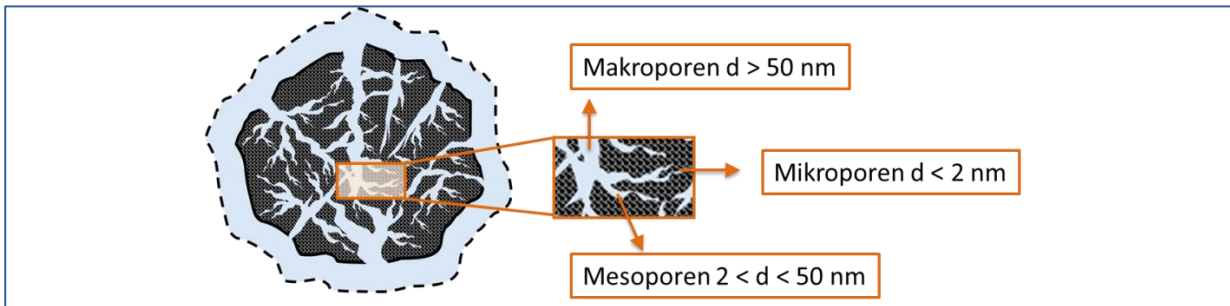 Makroporen d > 50 nm
Mikroporen d < 2 nm
Mesoporen 2 < d < 50 nm